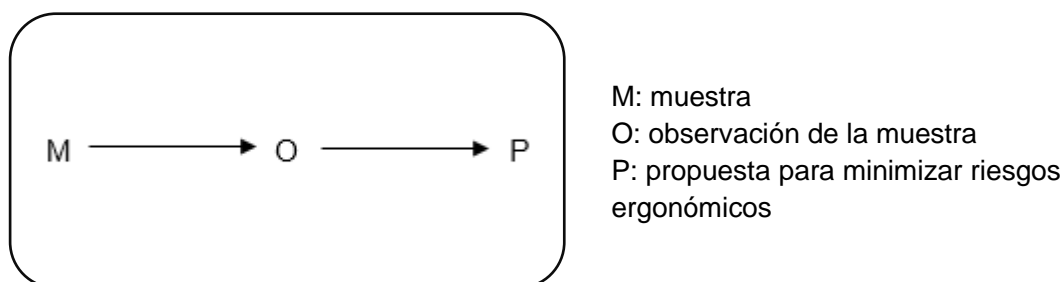 M O P
M: muestra
O: observación de la muestra
P: propuesta para minimizar riesgos
ergonómicos